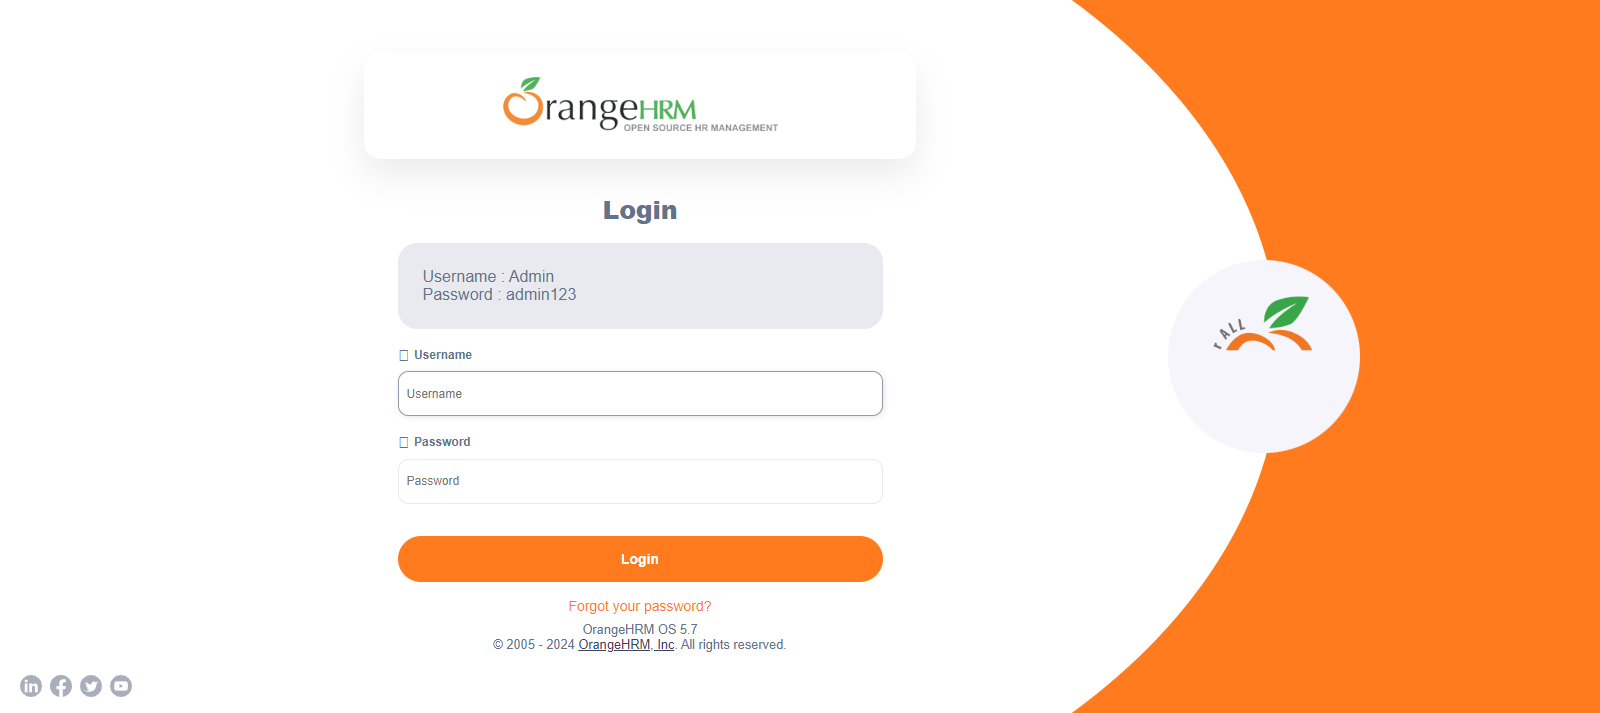 OrangeHRM
OPEN SOURCE HR MANAGEMENT
Login
Username : Admin
Password : admin123
Username
Username
Password
Password
Login
Forgot your password?
OrangeHRM OS 5.7
© 2005 - 2024 OrangeHRM, Inc. All rights reserved.
r ALL
in